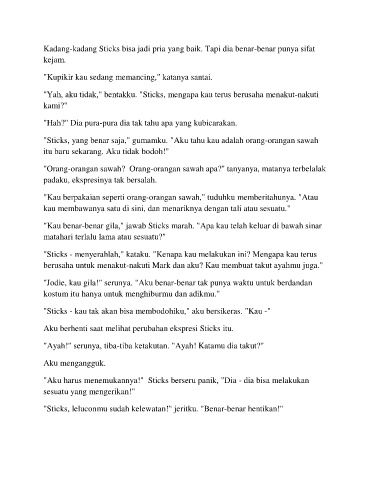 Kadang-kadang Sticks bisa jadi pria yang baik. Tapi dia benar-benar punya sifat
kejam.
"Kupikir kau sedang memancing," katanya santai.
"Yah, aku tidak," bentakku. "Sticks, mengapa kau terus berusaha menakut-nakuti
kami?"
"Hah?" Dia pura-pura dia tak tahu apa yang kubicarakan.
"Sticks, yang benar saja," gumamku. "Aku tahu kau adalah orang-orangan sawah
itu baru sekarang. Aku tidak bodoh!"
"Orang-orangan sawah?  Orang-orangan sawah apa?" tanyanya, matanya terbelalak
padaku, ekspresinya tak bersalah.
"Kau berpakaian seperti orang-orangan sawah," tuduhku memberitahunya. "Atau
kau membawanya satu di sini, dan menariknya dengan tali atau sesuatu."
"Kau benar-benar gila," jawab Sticks marah. "Apa kau telah keluar di bawah sinar
matahari terlalu lama atau sesuatu?"
"Sticks - menyerahlah," kataku. "Kenapa kau melakukan ini? Mengapa kau terus
berusaha untuk menakut-nakuti Mark dan aku? Kau membuat takut ayahmu juga."
"Jodie, kau gila!" serunya. "Aku benar-benar tak punya waktu untuk berdandan
kostum itu hanya untuk menghiburmu dan adikmu."
"Sticks - kau tak akan bisa membodohiku," aku bersikeras. "Kau -"
Aku berhenti saat melihat perubahan ekspresi Sticks itu.
"Ayah!" serunya, tiba-tiba ketakutan. "Ayah! Katamu dia takut?"
Aku mengangguk.
"Aku harus menemukannya!"  Sticks berseru panik, "Dia - dia bisa melakukan
sesuatu yang mengerikan!"
"Sticks, leluconmu sudah kelewatan!" jeritku. "Benar-benar hentikan!"